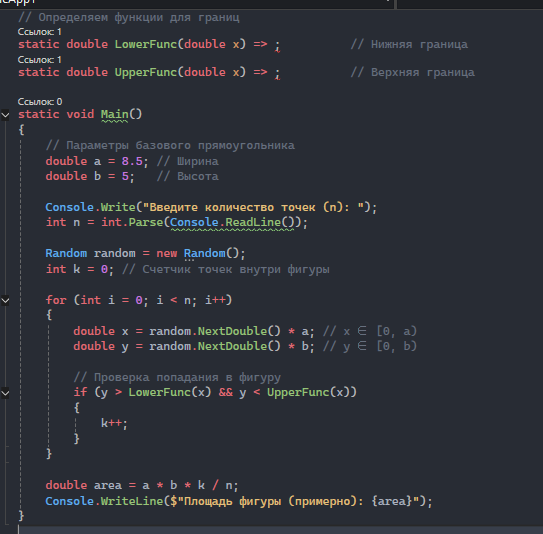 // Определяем функции для границ
Ссылок: 1
static double LowerFunc(double x) => ; // Нижняя граница
Ссылок: 1
static double UpperFunc(double x) => ; // Верхняя граница
Ссылок: 0
static void Main()
{
// Параметры базового прямоугольника
double a = 8.5; // Ширина
double b = 5; // Высота
Console.Write("Введите количество точек (n): ");
int n = int.Parse(Console.ReadLine());
Random random = new Random();
int k = 0; // Счетчик точек внутри фигуры
for (int i = 0; i < n; i++)
{
double x = random.NextDouble() * a; // x ∈ [0, a)
double y = random.NextDouble() * b; // y ∈ [0, b)
// Проверка попадания в фигуру
if (y > LowerFunc(x) && y < UpperFunc(x))
{
k++;
}
}
double area = a * b * k / n;
Console.WriteLine($"Площадь фигуры (примерно): {area}");
}